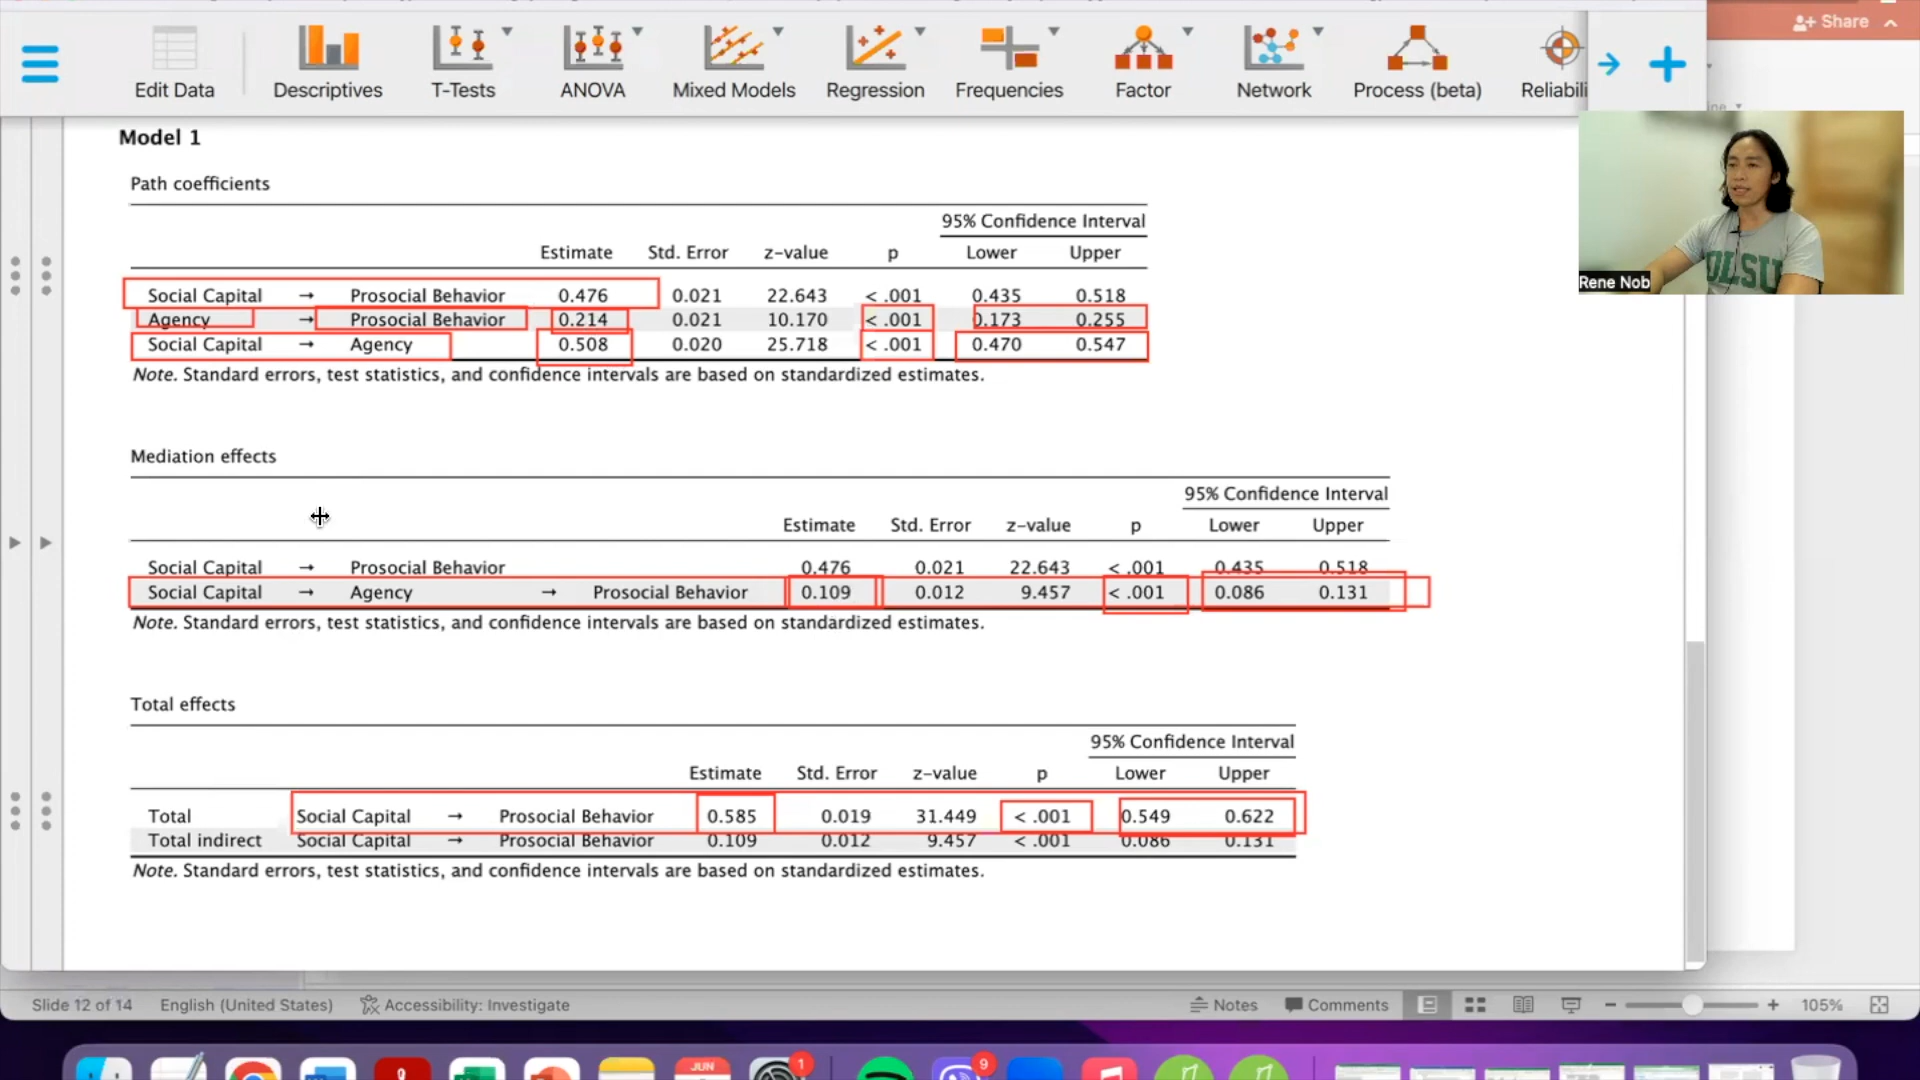 Share
Edit Data Descriptives T-Tests ANOVA Mixed Models Regression Frequencies Factor Network Process (beta) Reliabili
Rene Nob
OLSU
Model 1
Path coefficients
95% Confidence Interval
Estimate Std. Error z-value p Lower Upper
Social Capital → Prosocial Behavior 0.476 0.021 22.643 < .001 0.435 0.518
Agency → Prosocial Behavior 0.214 0.021 10.170 < .001 0.173 0.255
Social Capital → Agency 0.508 0.020 25.718 < .001 0.470 0.547
Note. Standard errors, test statistics, and confidence intervals are based on standardized estimates.
Mediation effects
95% Confidence Interval
Estimate Std. Error z-value p Lower Upper
Social Capital → Prosocial Behavior 0.476 0.021 22.643 < .001 0.435 0.518
Social Capital → Agency → Prosocial Behavior 0.109 0.012 9.457 < .001 0.086 0.131
Note. Standard errors, test statistics, and confidence intervals are based on standardized estimates.
Total effects
95% Confidence Interval
Estimate Std. Error z-value p Lower Upper
Total Social Capital → Prosocial Behavior 0.585 0.019 31.449 < .001 0.549 0.622
Total indirect Social Capital → Prosocial Behavior 0.109 0.012 9.457 < .001 0.086 0.131
Note. Standard errors, test statistics, and confidence intervals are based on standardized estimates.
Slide 12 of 14 English (United States) Accessibility: Investigate Notes Comments 105%
JUN 1 9